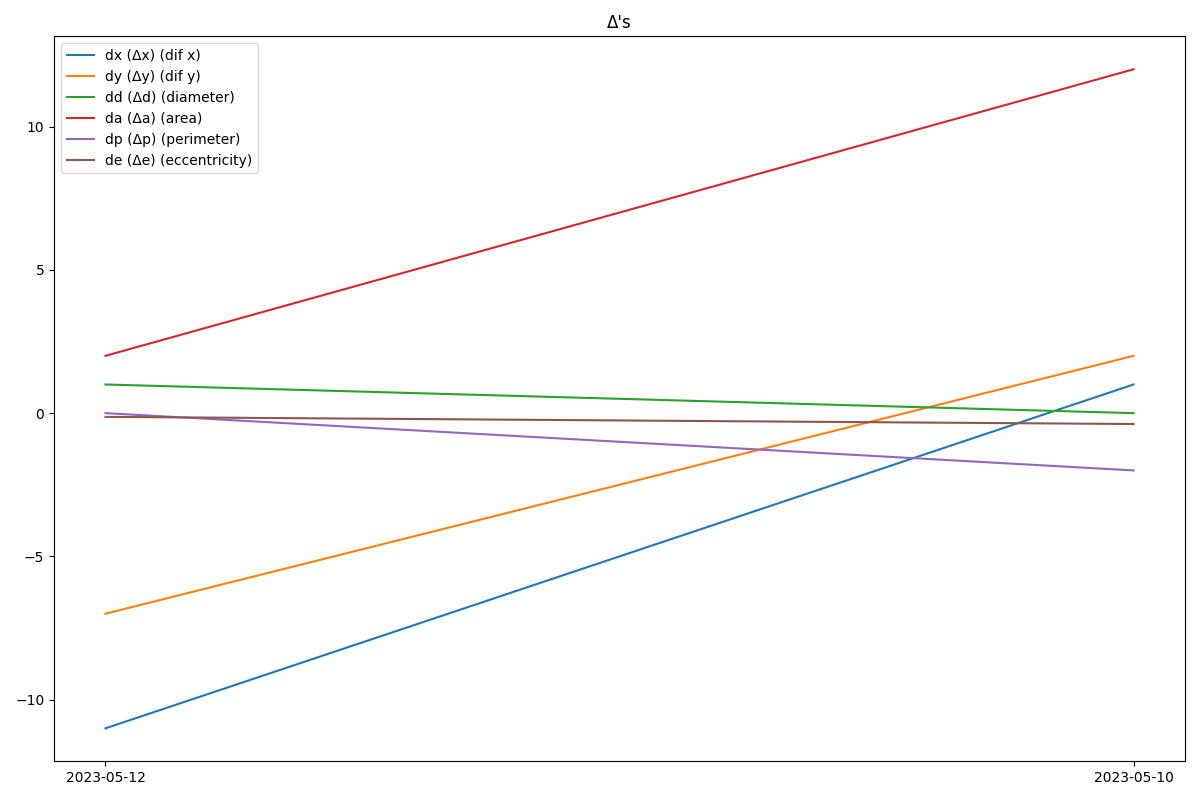 Δ's
dx (Δx) (dif x)
dy (Δy) (dif y)
dd (Δd) (diameter)
da (Δa) (area)
dp (Δp) (perimeter)
de (Δe) (eccentricity)
10
5
0
−5
−10
2023-05-12
2023-05-10